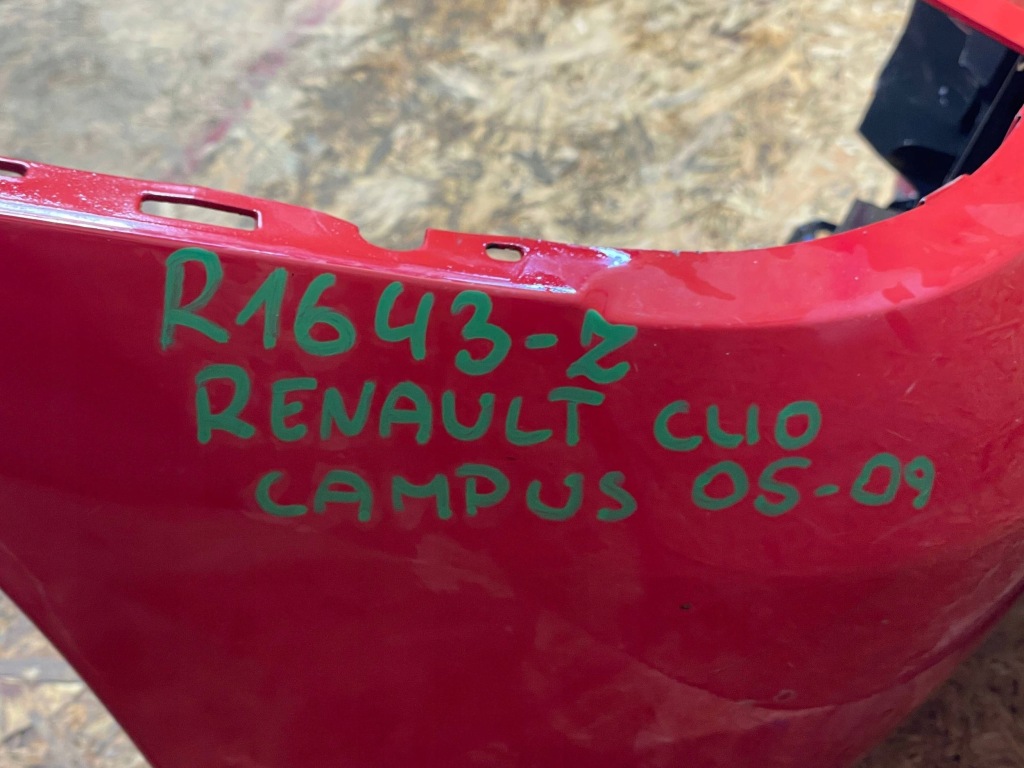 R1643-Z
RENAULT CLIO
CAMPUS 05-09